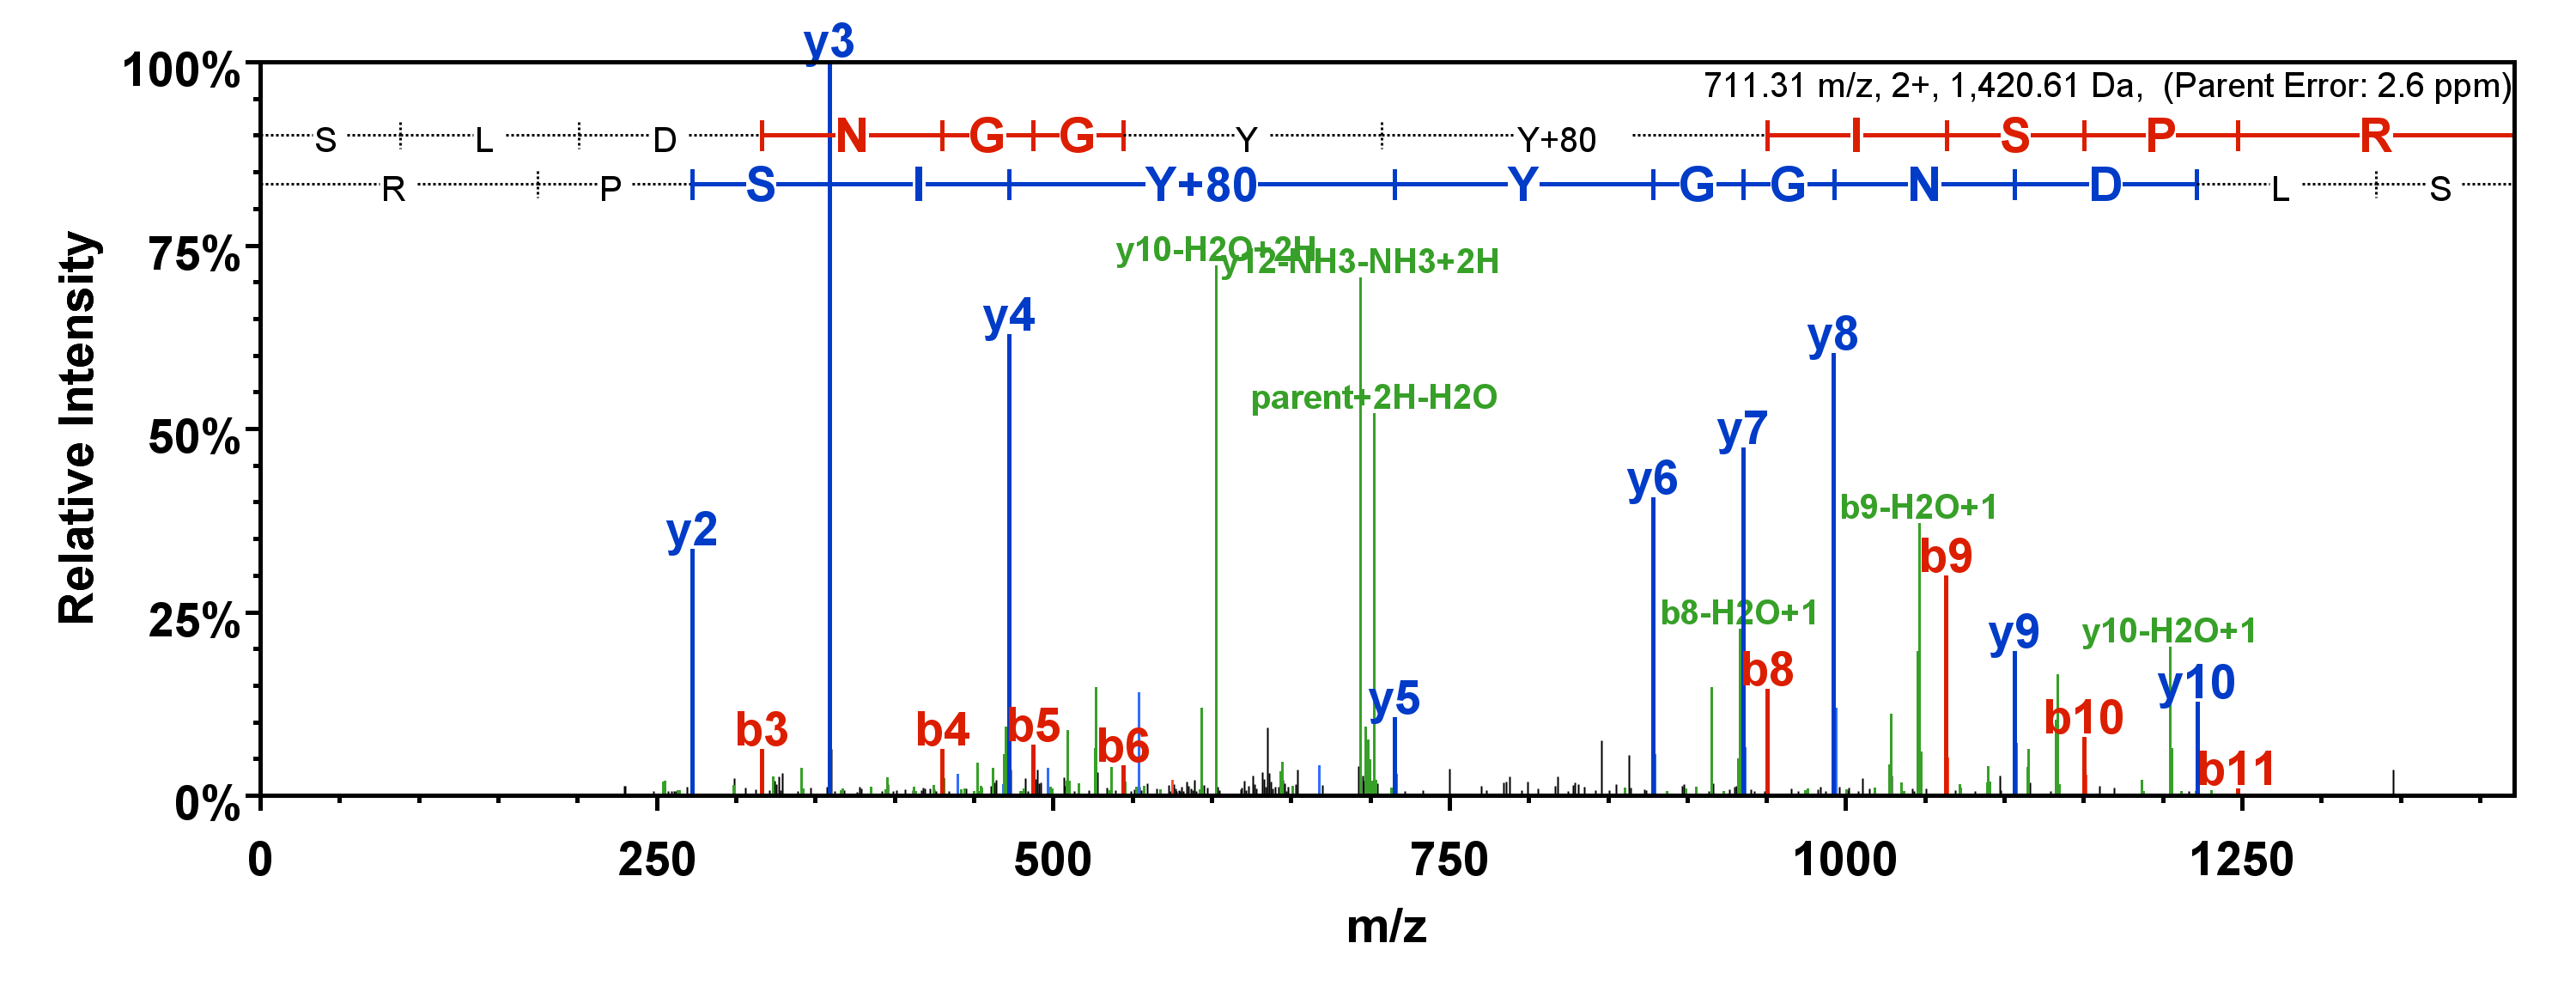 y3
100%
711.31 m/z, 2+, 1,420.61 Da, (Parent Error: 2.6 ppm)
S L D N G G Y Y+80 I S P R
R P S I Y+80 Y G G N D L S
y10-H2O+2H
y12-NH3-NH3+2H
75%
y4
y8
parent+2H-H2O
50%
y7
y6
b9-H2O+1
y2
b9
25%
b8-H2O+1
y9
y10-H2O+1
b8
y5
y10
b3
b4
b5
b6
b10
b11
0%
Relative Intensity
0 250 500 750 1000 1250
m/z